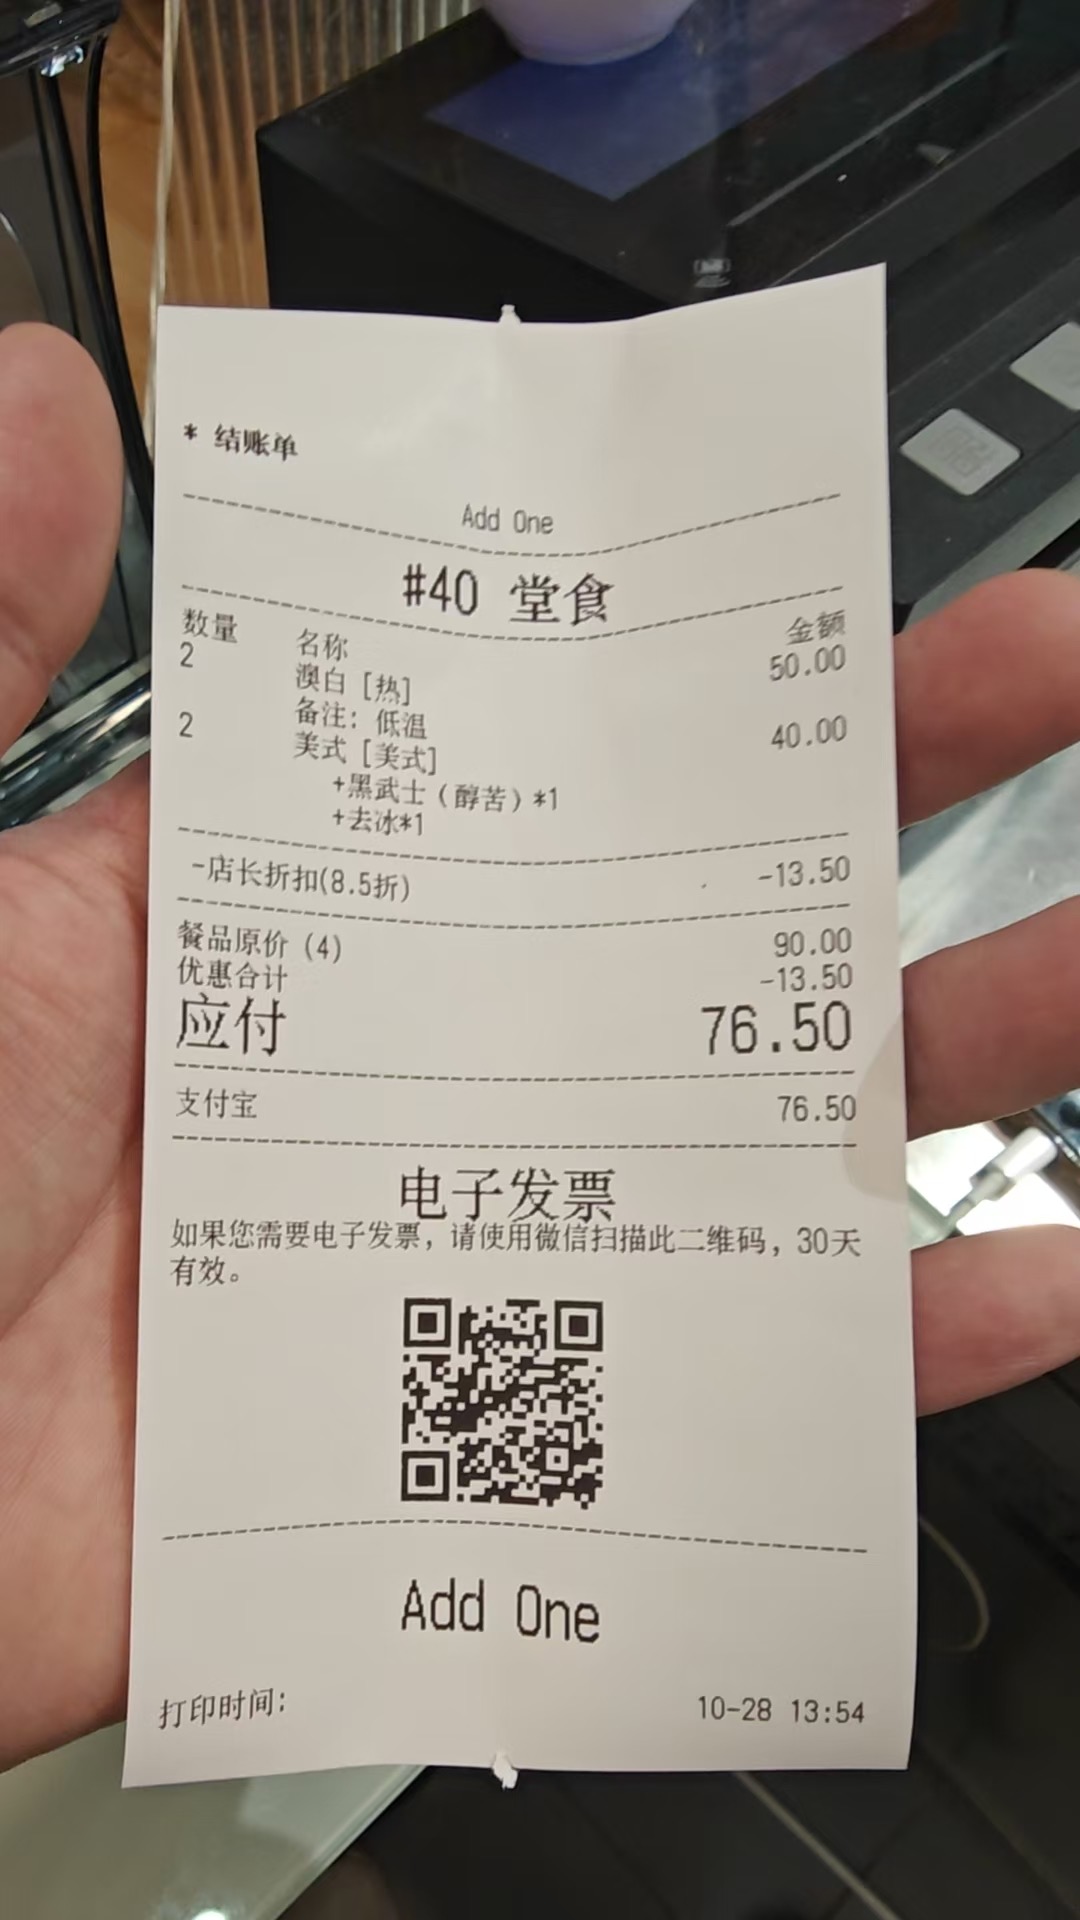 * 结账单
Add One
#40 堂食
数量 名称 金额
2 澳白 [热] 50.00
备注: 低温
2 美式 [美式] 40.00
+黑武士 (醇苦) *1
+去冰*1
-店长折扣(8.5折) -13.50
餐品原价 (4) 90.00
优惠合计 -13.50
应付 76.50
支付宝 76.50
电子发票
如果您需要电子发票, 请使用微信扫描此二维码, 30天
有效。
Add One
打印时间: 10-28 13:54